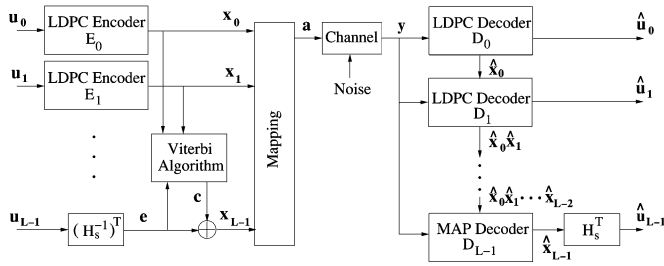 u₀ LDPC Encoder E₀ x₀ a Channel y LDPC Decoder D₀ û₀
x̂₀
u₁ LDPC Encoder E₁ x₁ Noise LDPC Decoder D₁ û₁
x̂₀x̂₁
Viterbi Algorithm Mapping
c x̂₀x̂₁···x̂L-2
uL-1 (Hs⁻¹)ᵀ e xL-1 MAP Decoder DL-1 x̂L-1 Hsᵀ ûL-1